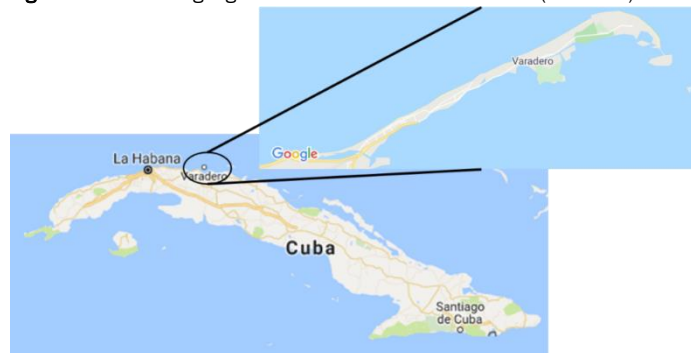 Varadero
Google
La Habana
Varadero
Cuba
Santiago
de Cuba